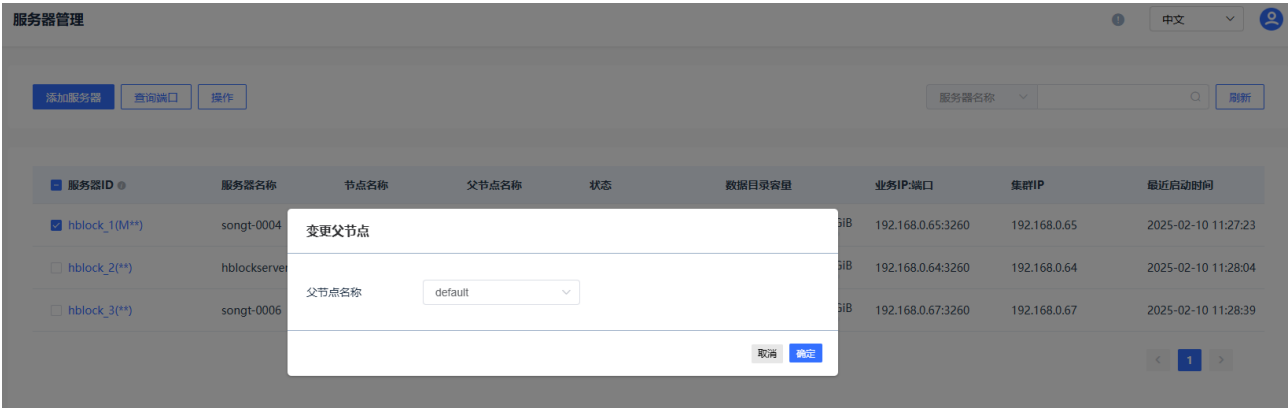 服务器管理
中文
添加服务器 查询端口 操作 服务器名称 刷新
服务器ID 服务器名称 节点名称 父节点名称 状态 数据目录容量 业务IP:端口 集群IP 最近启动时间
hblock_1(M**) songt-0004 GiB 192.168.0.65:3260 192.168.0.65 2025-02-10 11:27:23
变更父节点
hblock_2(**) hblockserver GiB 192.168.0.64:3260 192.168.0.64 2025-02-10 11:28:04
父节点名称 default
hblock_3(**) songt-0006 GiB 192.168.0.67:3260 192.168.0.67 2025-02-10 11:28:39
取消 确定
1